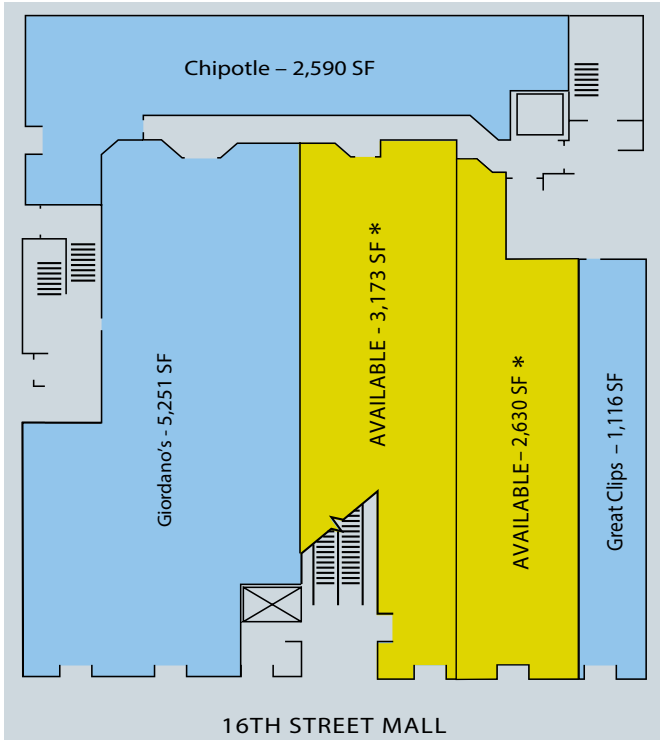 Chipotle – 2,590 SF
Giordano's - 5,251 SF
AVAILABLE - 3,173 SF *
AVAILABLE – 2,630 SF *
Great Clips – 1,116 SF
16TH STREET MALL